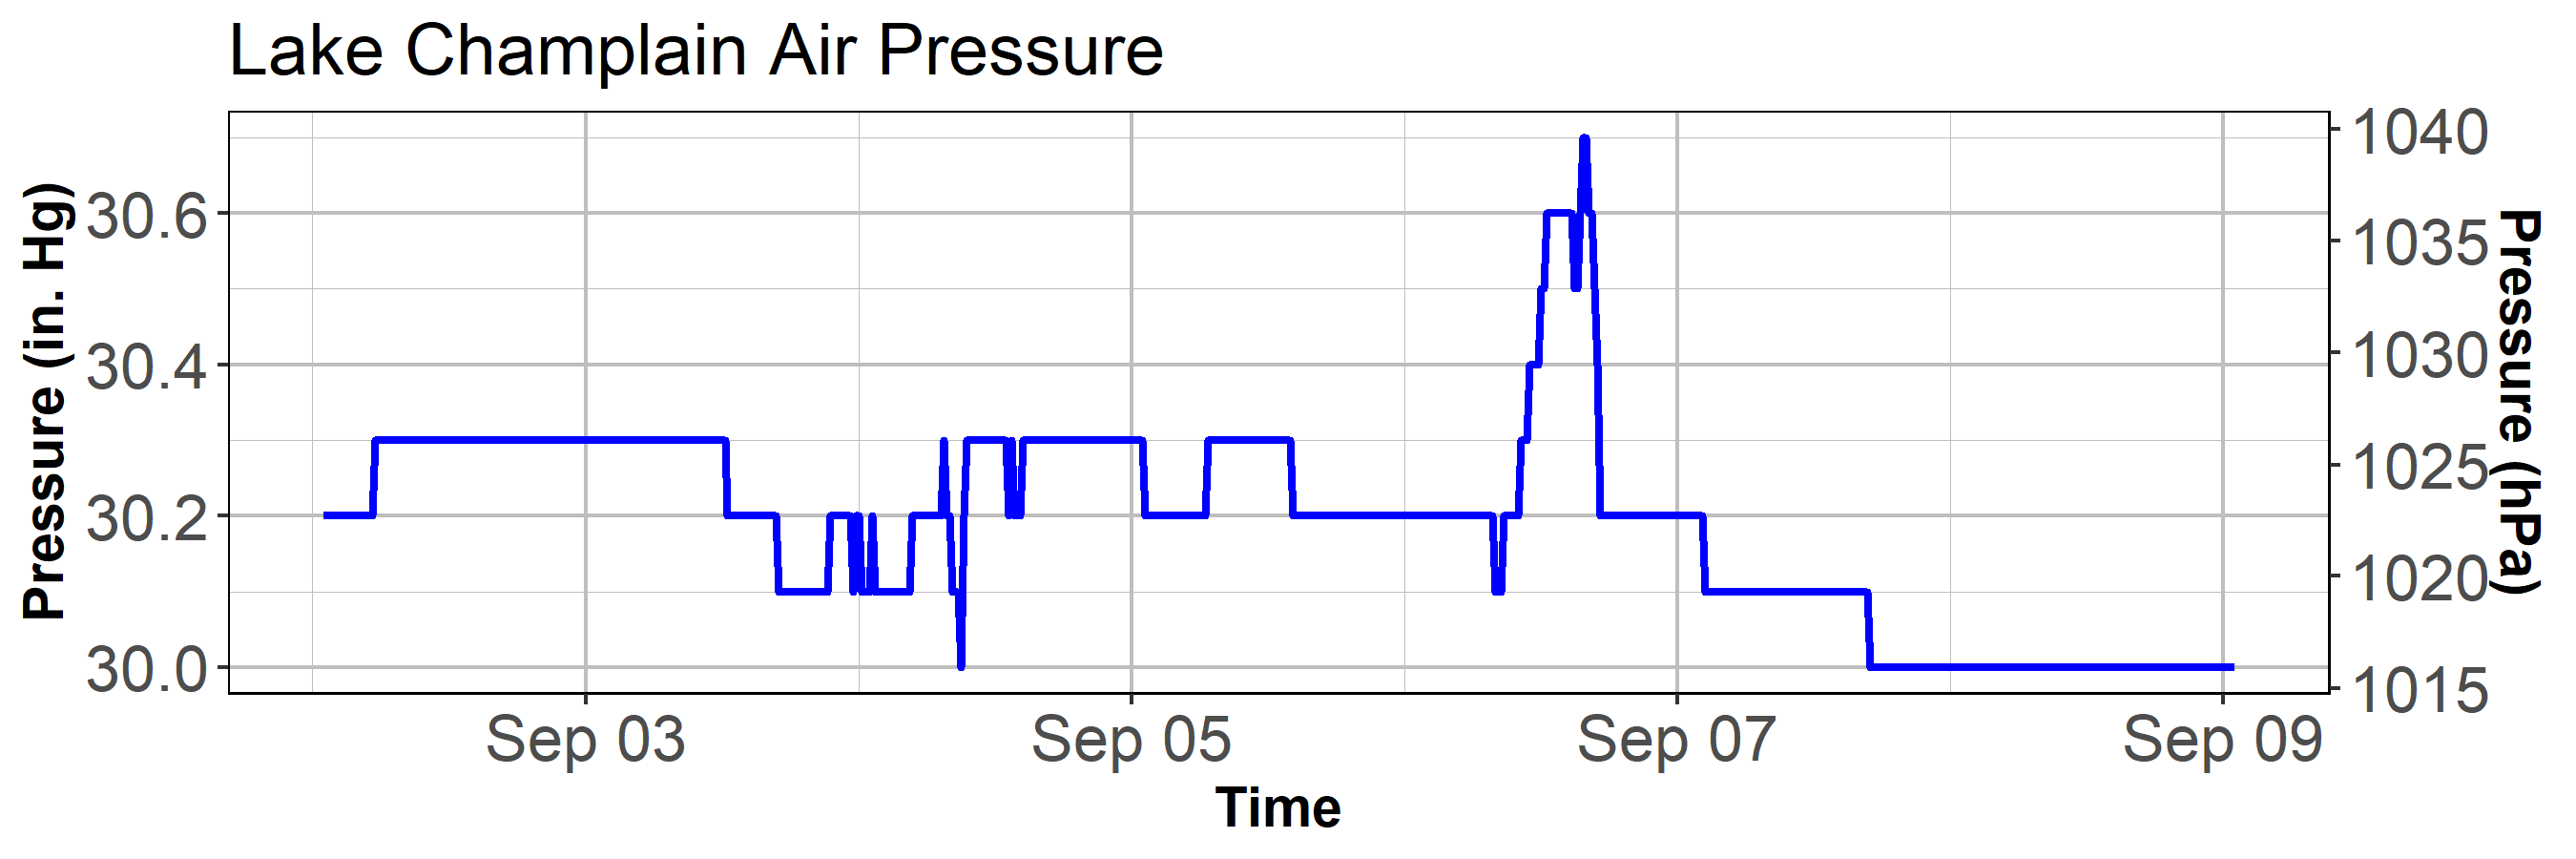 Lake Champlain Air Pressure
Pressure (in. Hg)
30.6
30.4
30.2
30.0
1040
1035
1030
1025
1020
1015
Pressure (hPa)
Sep 03
Sep 05
Sep 07
Sep 09
Time